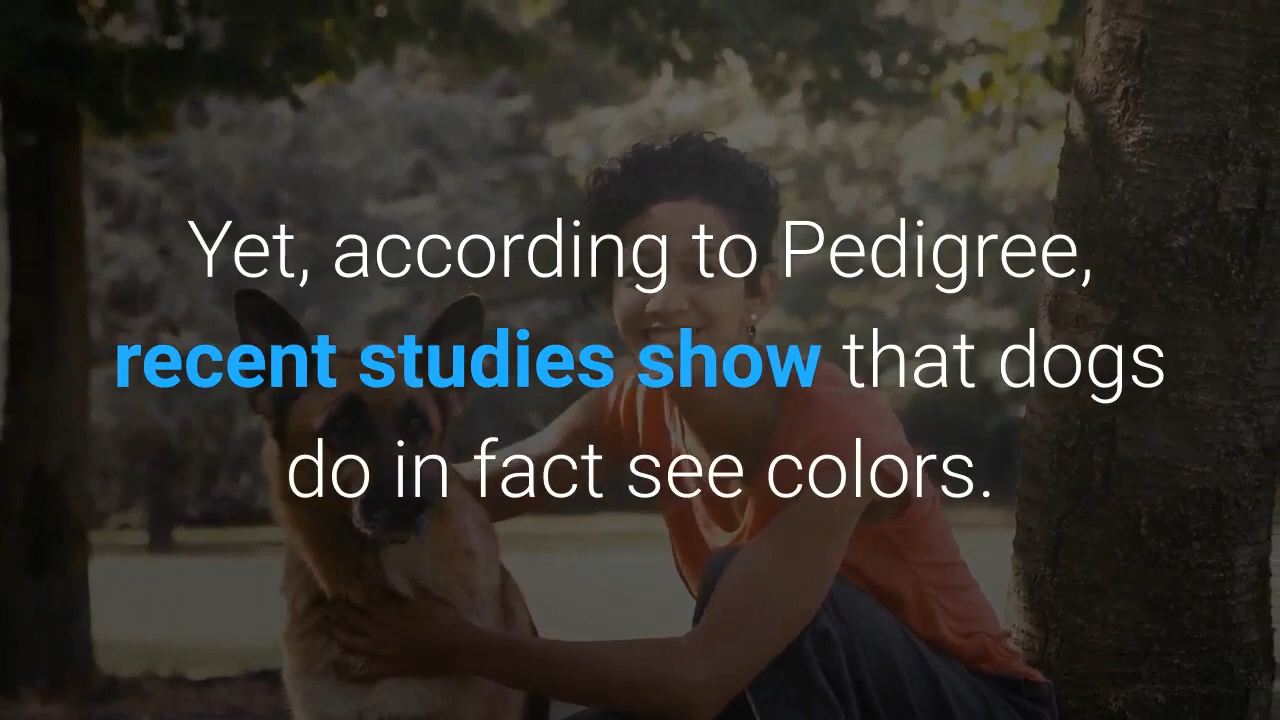 Yet, according to Pedigree,
recent studies show that dogs
do in fact see colors.